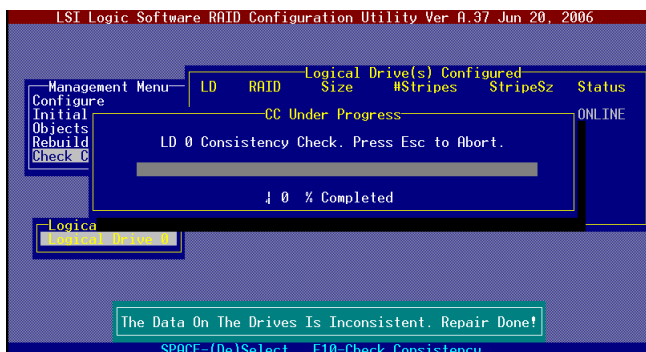 LSI Logic Software RAID Configuration Utility Ver A.37 Jun 20, 2006
Logical Drive(s) Configured
Management Menu
LD RAID Size #Stripes StripeSz Status
Configure
Initial
Objects
Rebuild
Check C
ONLINE
CC Under Progress
LD 0 Consistency Check. Press Esc to Abort.
0 % Completed
Logica
Logical Drive 0
The Data On The Drives Is Inconsistent. Repair Done!
SPACE-(De)Select F10-Check Consistency